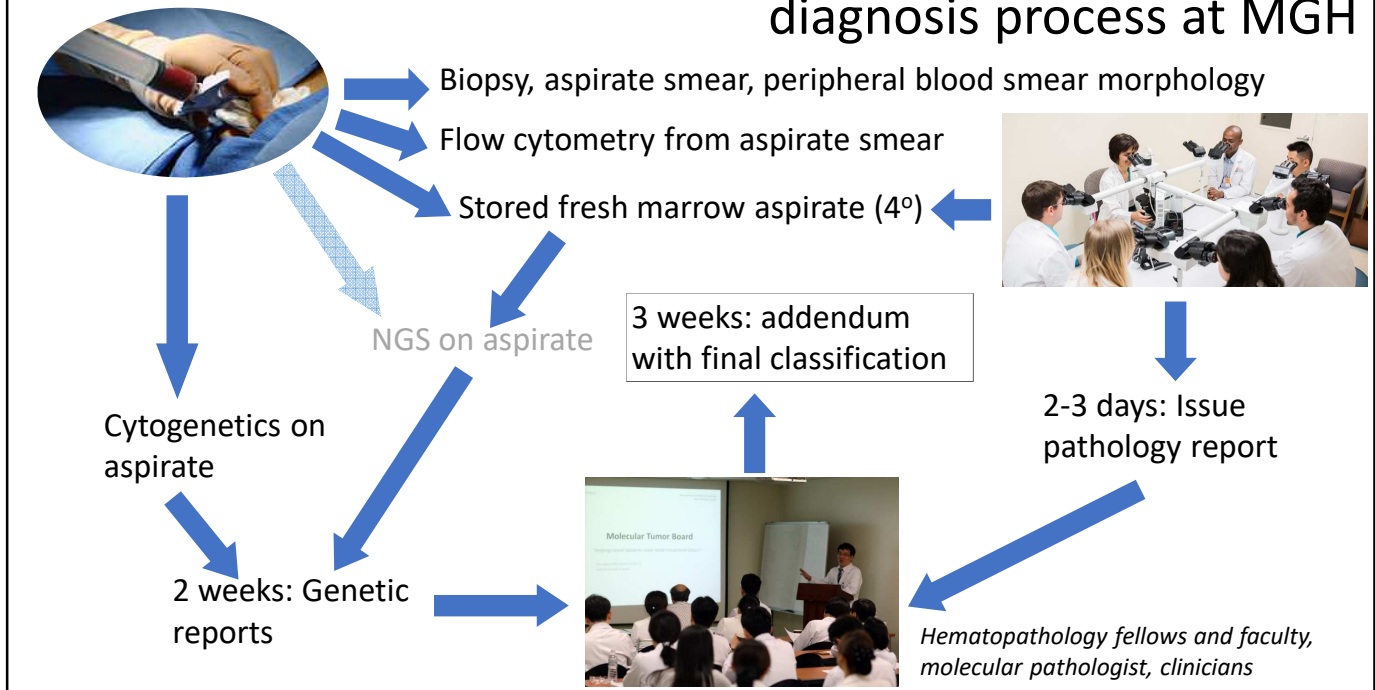 diagnosis process at MGH
Biopsy, aspirate smear, peripheral blood smear morphology
Flow cytometry from aspirate smear
Stored fresh marrow aspirate (4°)
NGS on aspirate
3 weeks: addendum
with final classification
2-3 days: Issue
pathology report
Cytogenetics on
aspirate
Molecular Tumor Board
2 weeks: Genetic
reports
Hematopathology fellows and faculty,
molecular pathologist, clinicians